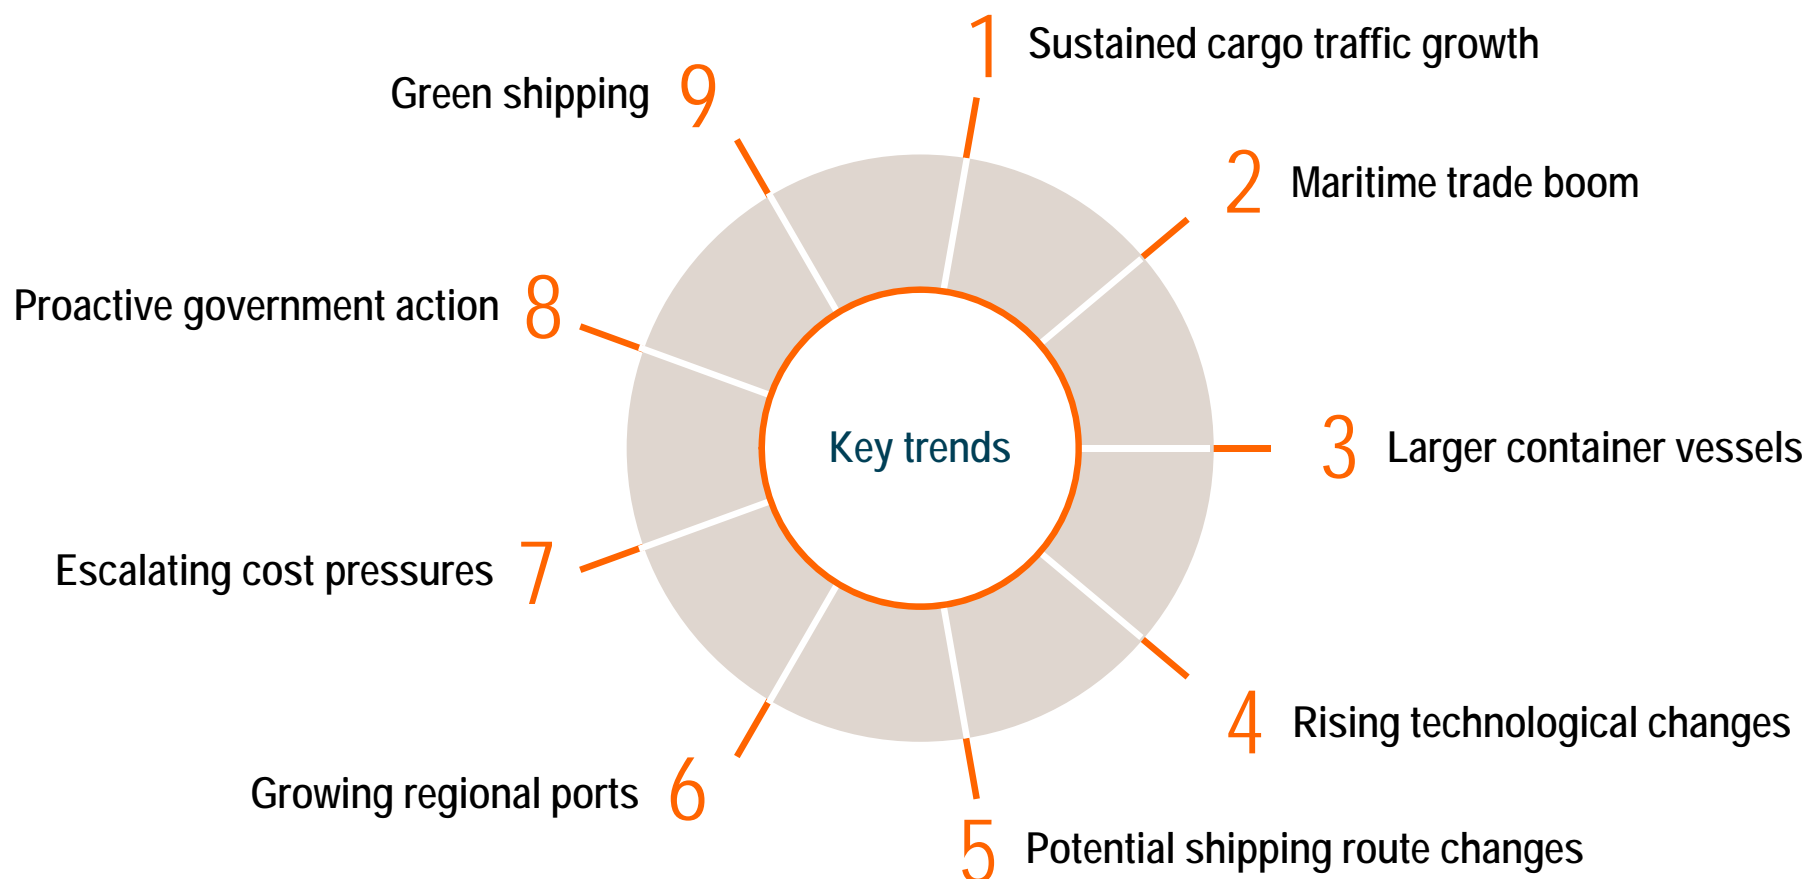 1 Sustained cargo traffic growth
2 Maritime trade boom
3 Larger container vessels
4 Rising technological changes
5 Potential shipping route changes
6 Growing regional ports
7 Escalating cost pressures
8 Proactive government action
9 Green shipping
Key trends